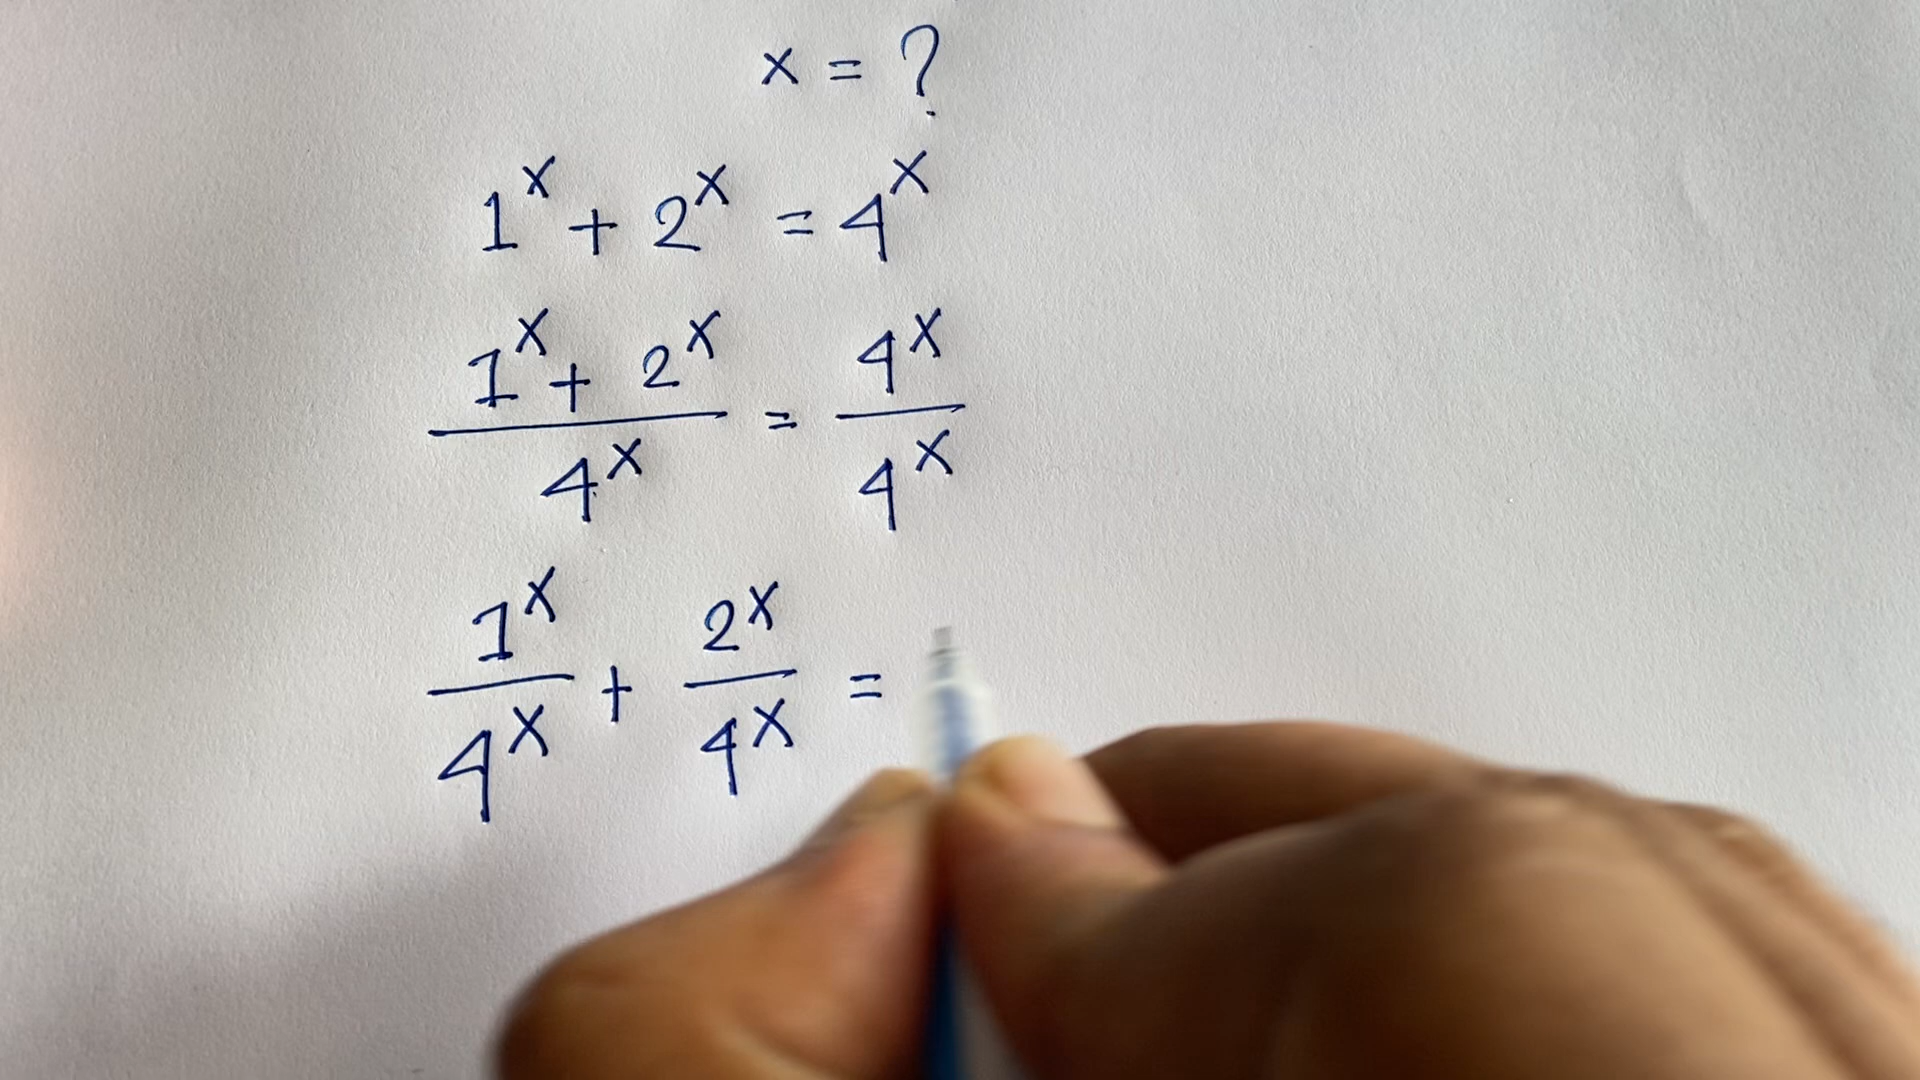 x = ?
1^x + 2^x = 4^x
(1^x + 2^x)/4^x = 4^x/4^x
1^x/4^x + 2^x/4^x =